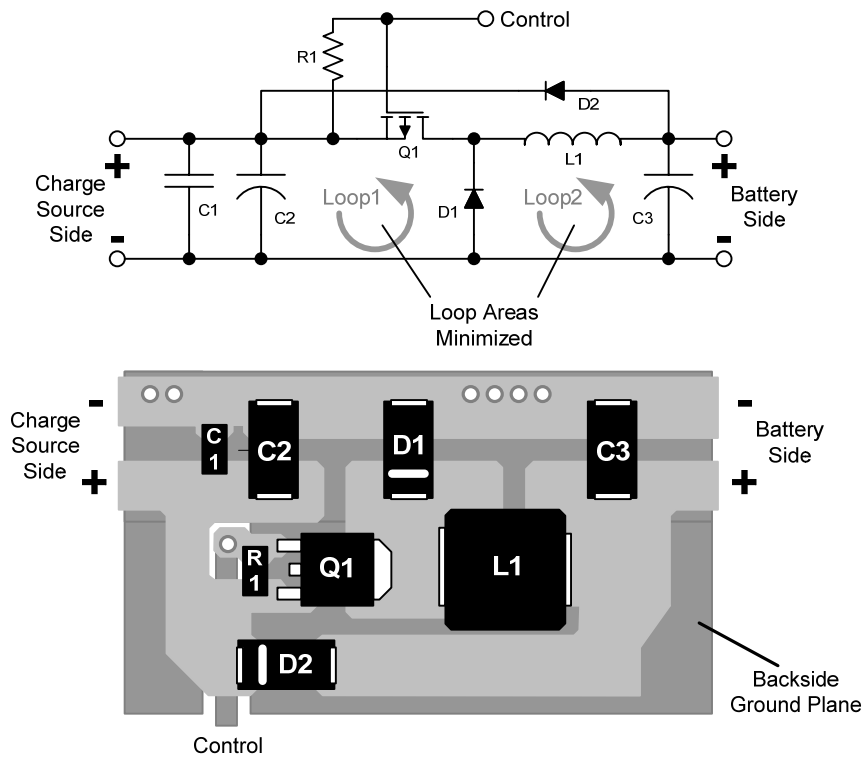 Control
R1
D2
Q1
L1
+
Charge
Source
Side
-
C1
C2
Loop1
D1
Loop2
C3
+
Battery
Side
-
Loop Areas
Minimized
-
Charge
Source
Side
+
C
1
C2
D1
C3
-
Battery
Side
+
R
1
Q1
L1
D2
Backside
Ground Plane
Control